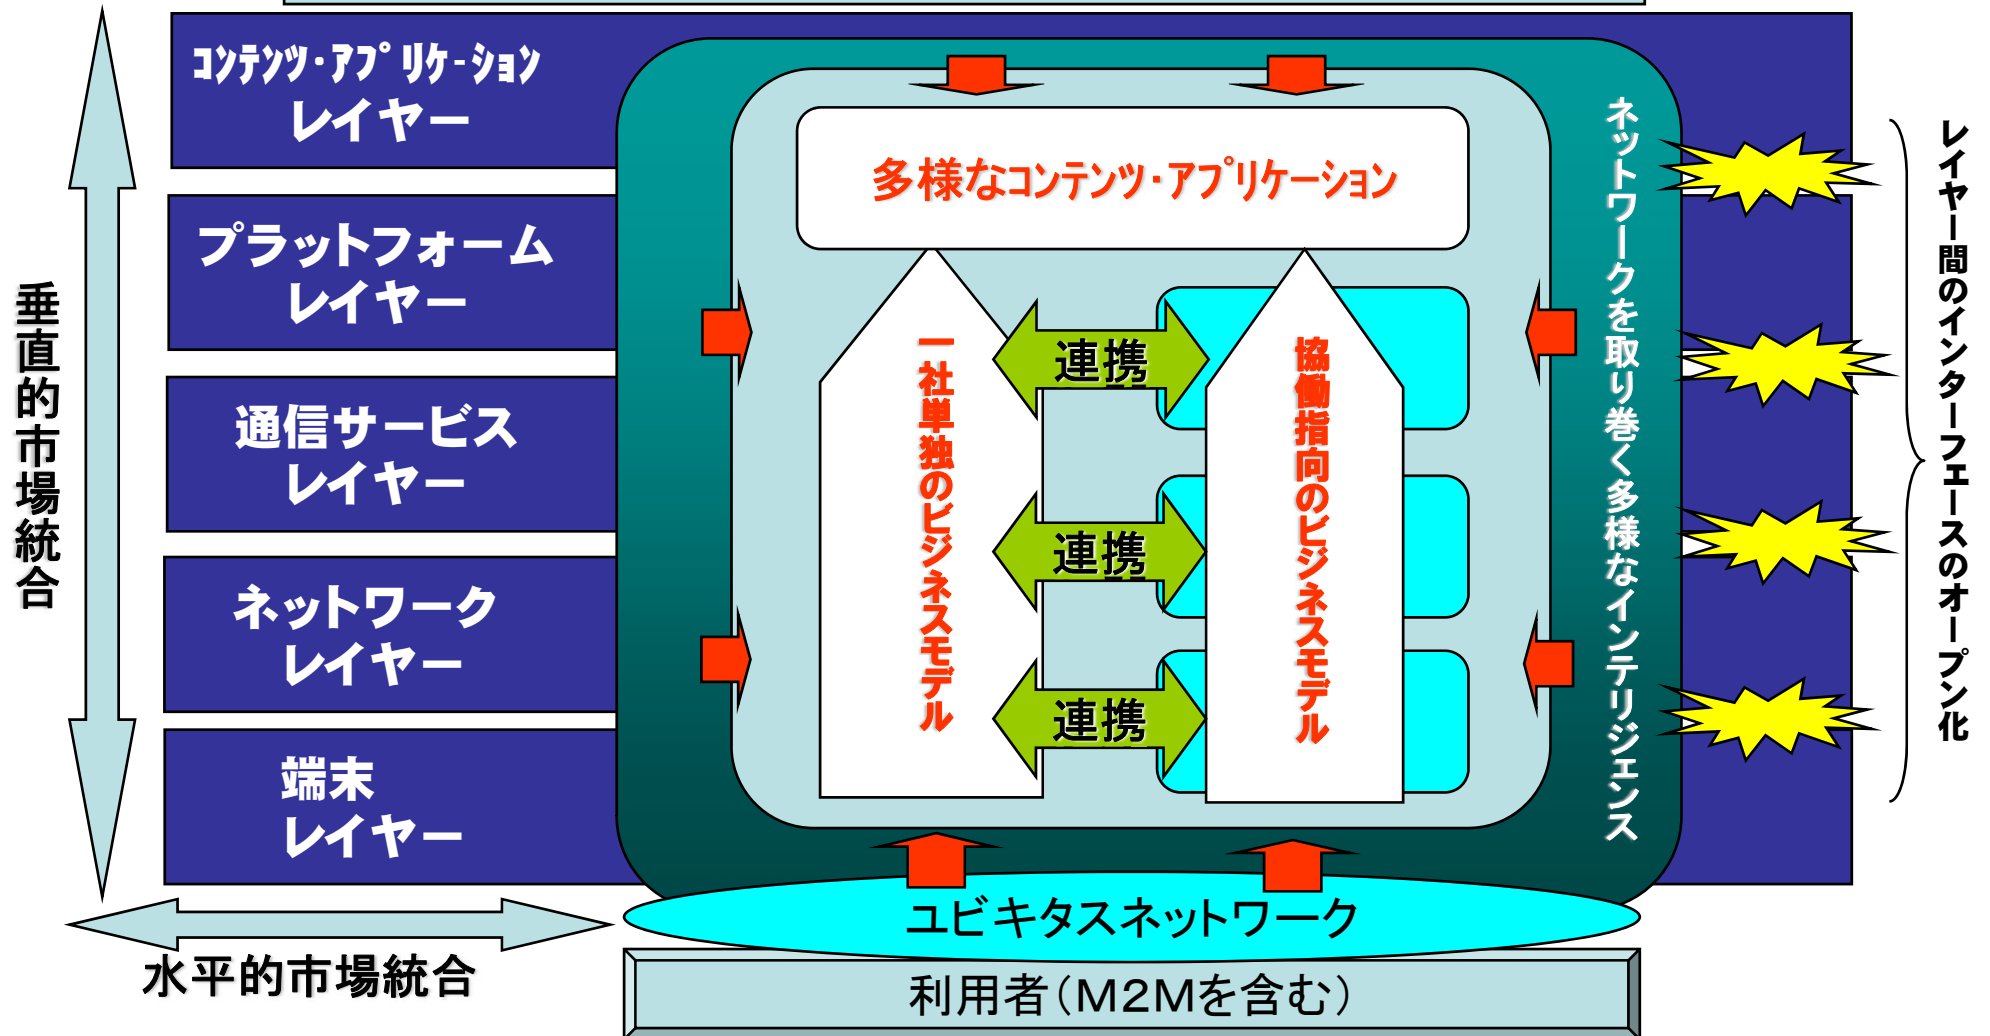 ｺﾝﾃﾝﾂ・ｱﾌﾟﾘｹ-ｼｮﾝ
レイヤー
プラットフォーム
レイヤー
通信サービス
レイヤー
ネットワーク
レイヤー
端末
レイヤー
垂直的市場統合
水平的市場統合
多様なコンテンツ・アプリケーション
一社単独のビジネスモデル
連携
連携
連携
協働指向のビジネスモデル
ネットワークを取り巻く多様なインテリジェンス
レイヤー間のインターフェースのオープン化
ユビキタスネットワーク
利用者（Ｍ２Ｍを含む）